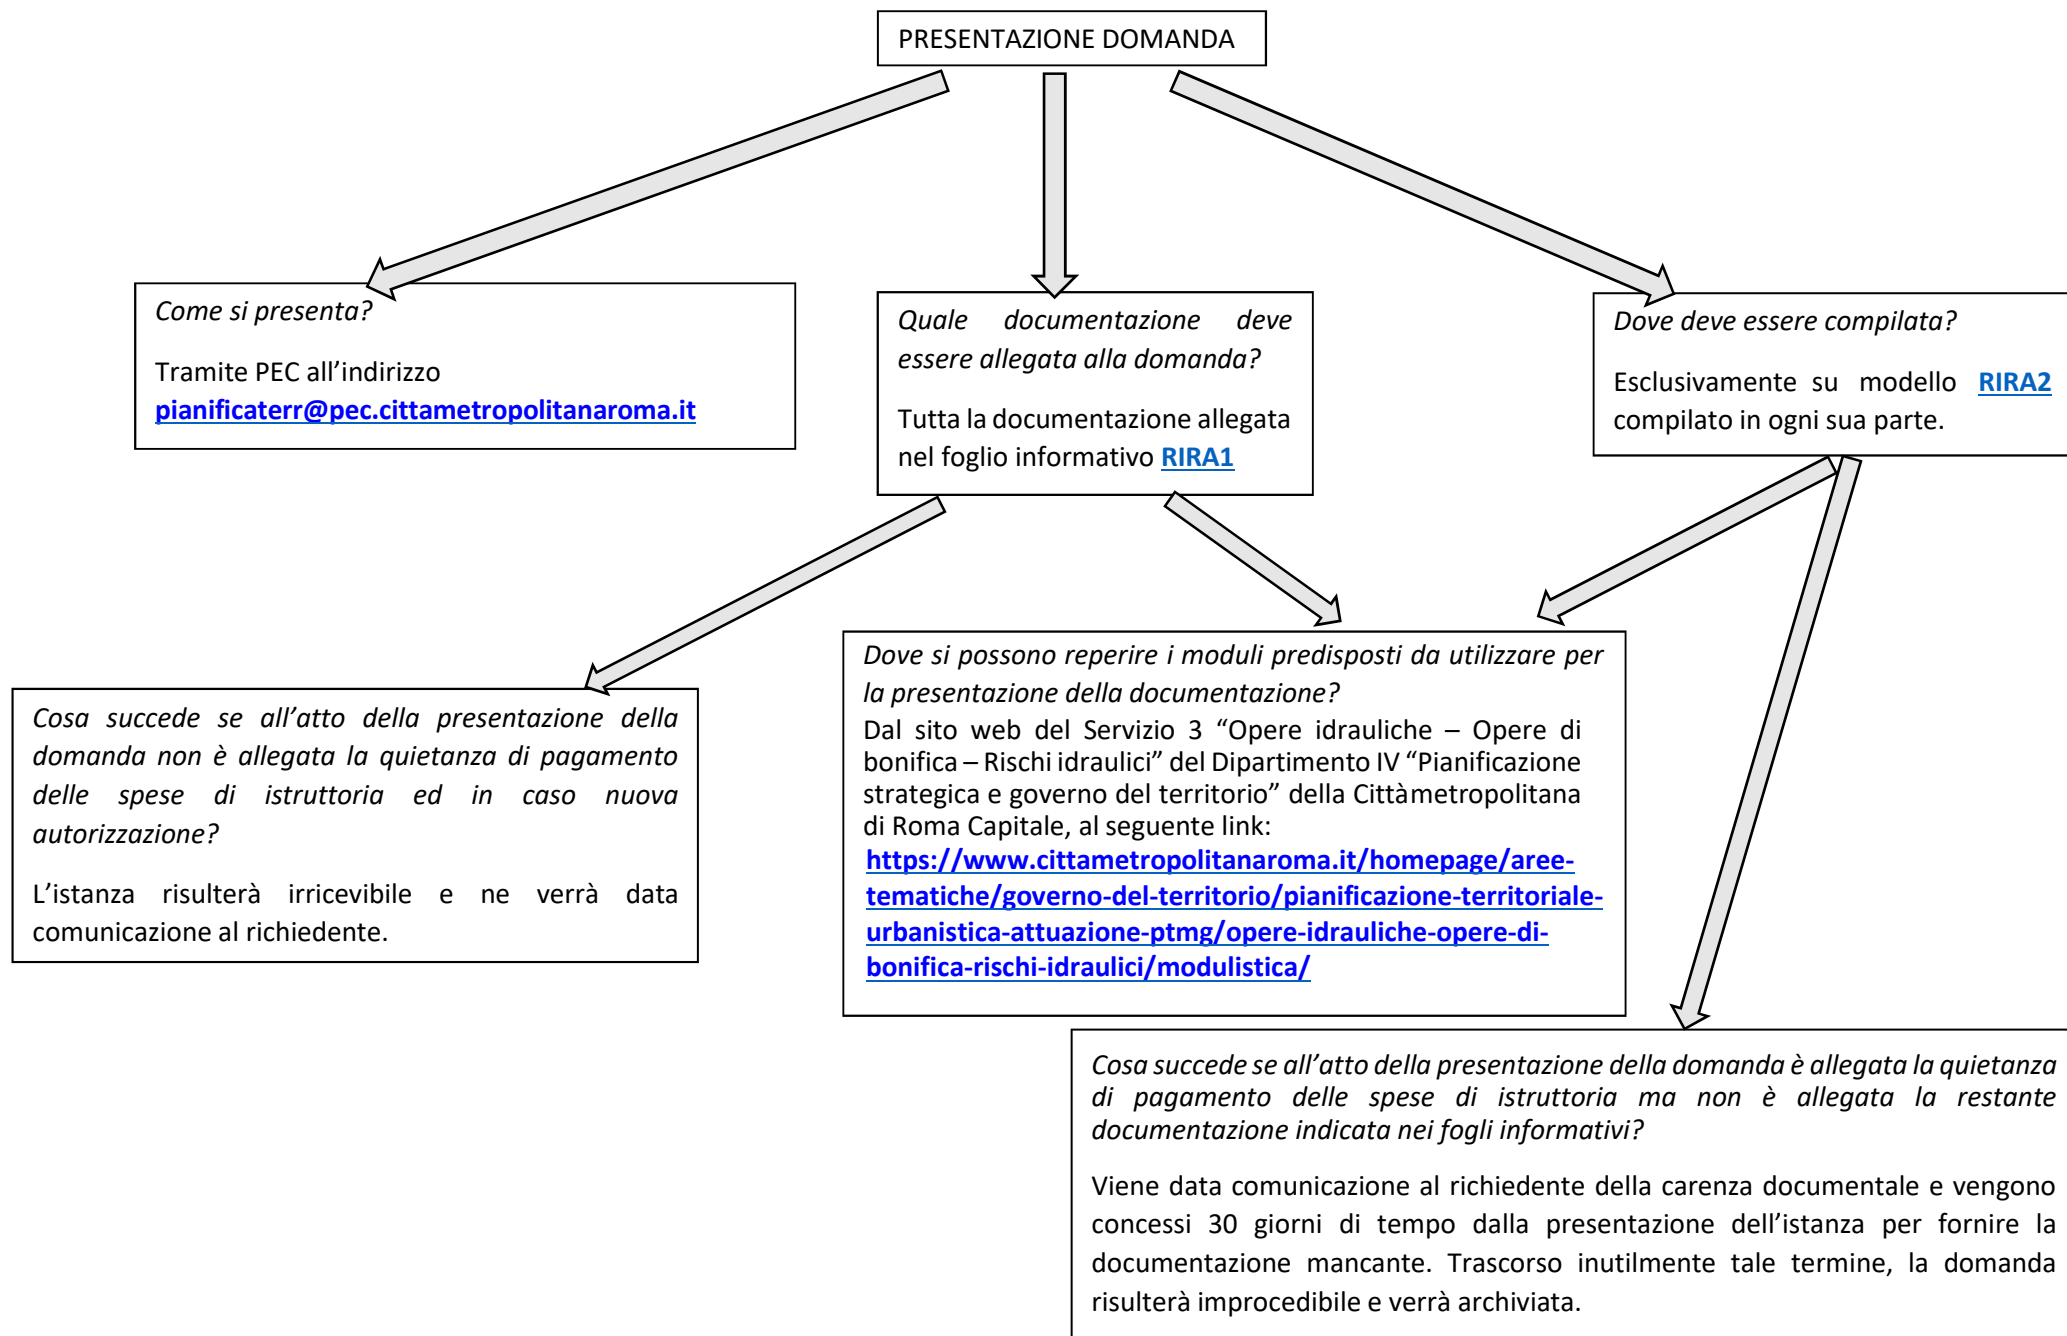 PRESENTAZIONE DOMANDA
Come si presenta?
Tramite PEC all’indirizzo
pianificaterr@pec.cittametropolitanaroma.it
Quale documentazione deve
essere allegata alla domanda?
Tutta la documentazione allegata
nel foglio informativo RIRA1
Dove deve essere compilata?
Esclusivamente su modello RIRA2
compilato in ogni sua parte.
Cosa succede se all’atto della presentazione della
domanda non è allegata la quietanza di pagamento
delle spese di istruttoria ed in caso nuova
autorizzazione?
L’istanza risulterà irricevibile e ne verrà data
comunicazione al richiedente.
Dove si possono reperire i moduli predisposti da utilizzare per
la presentazione della documentazione?
Dal sito web del Servizio 3 “Opere idrauliche – Opere di
bonifica – Rischi idraulici” del Dipartimento IV “Pianificazione
strategica e governo del territorio” della Cittàmetropolitana
di Roma Capitale, al seguente link:
https://www.cittametropolitanaroma.it/homepage/aree-
tematiche/governo-del-territorio/pianificazione-territoriale-
urbanistica-attuazione-ptmg/opere-idrauliche-opere-di-
bonifica-rischi-idraulici/modulistica/
Cosa succede se all’atto della presentazione della domanda è allegata la quietanza
di pagamento delle spese di istruttoria ma non è allegata la restante
documentazione indicata nei fogli informativi?
Viene data comunicazione al richiedente della carenza documentale e vengono
concessi 30 giorni di tempo dalla presentazione dell’istanza per fornire la
documentazione mancante. Trascorso inutilmente tale termine, la domanda
risulterà improcedibile e verrà archiviata.